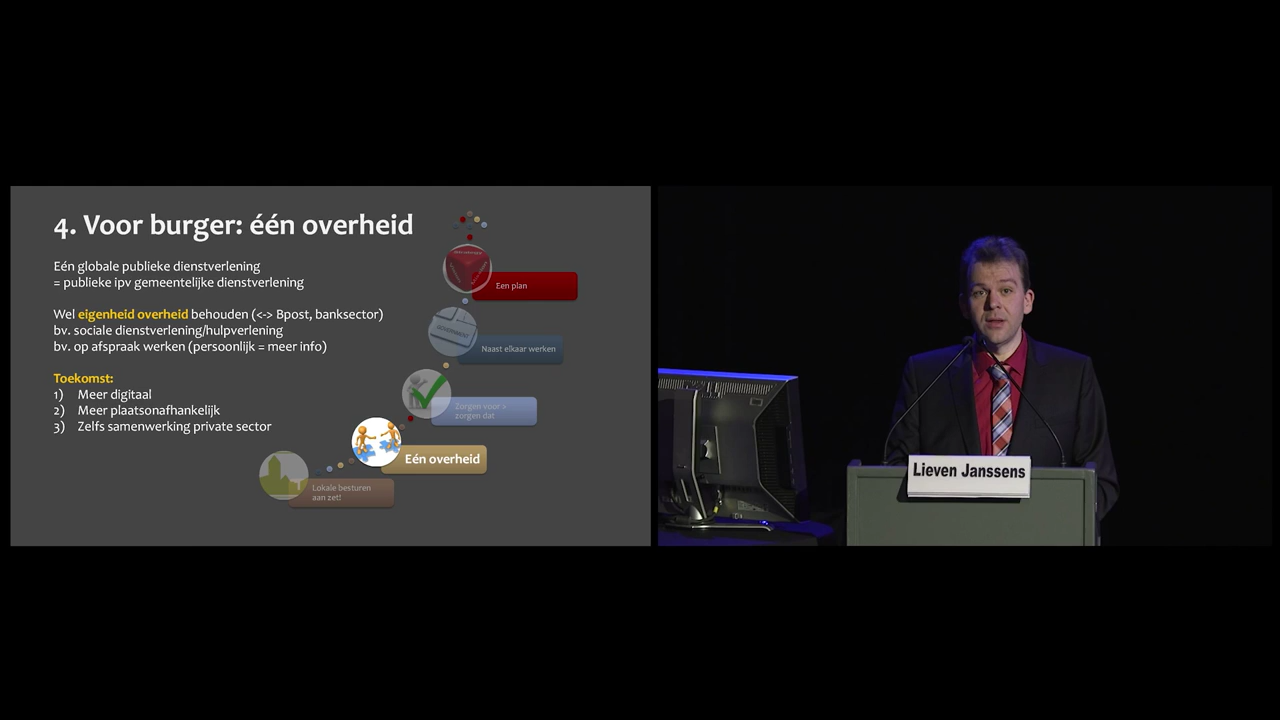 4. Voor burger: één overheid
Eén globale publieke dienstverlening
= publieke ipv gemeentelijke dienstverlening
Wel eigenheid overheid behouden (<-> Bpost, banksector)
bv. sociale dienstverlening/hulpverlening
bv. op afspraak werken (persoonlijk = meer info)
Toekomst:
1) Meer digitaal
2) Meer plaatsonafhankelijk
3) Zelfs samenwerking private sector
Een plan
GOVERNMENT
Naast elkaar werken
Zorgen voor >
zorgen dat
Eén overheid
Lokale besturen
aan zet!
Lieven Janssens